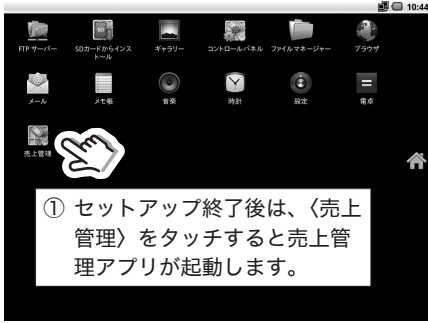 10:44
FTP サーバー
SDカードからインス
トール
ギャラリー
コントロールパネル
ファイルマネージャー
ブラウザ
メール
メモ帳
音楽
時計
設定
電卓
売上管理
① セットアップ終了後は、〈売上
管理〉をタッチすると売上管
理アプリが起動します。